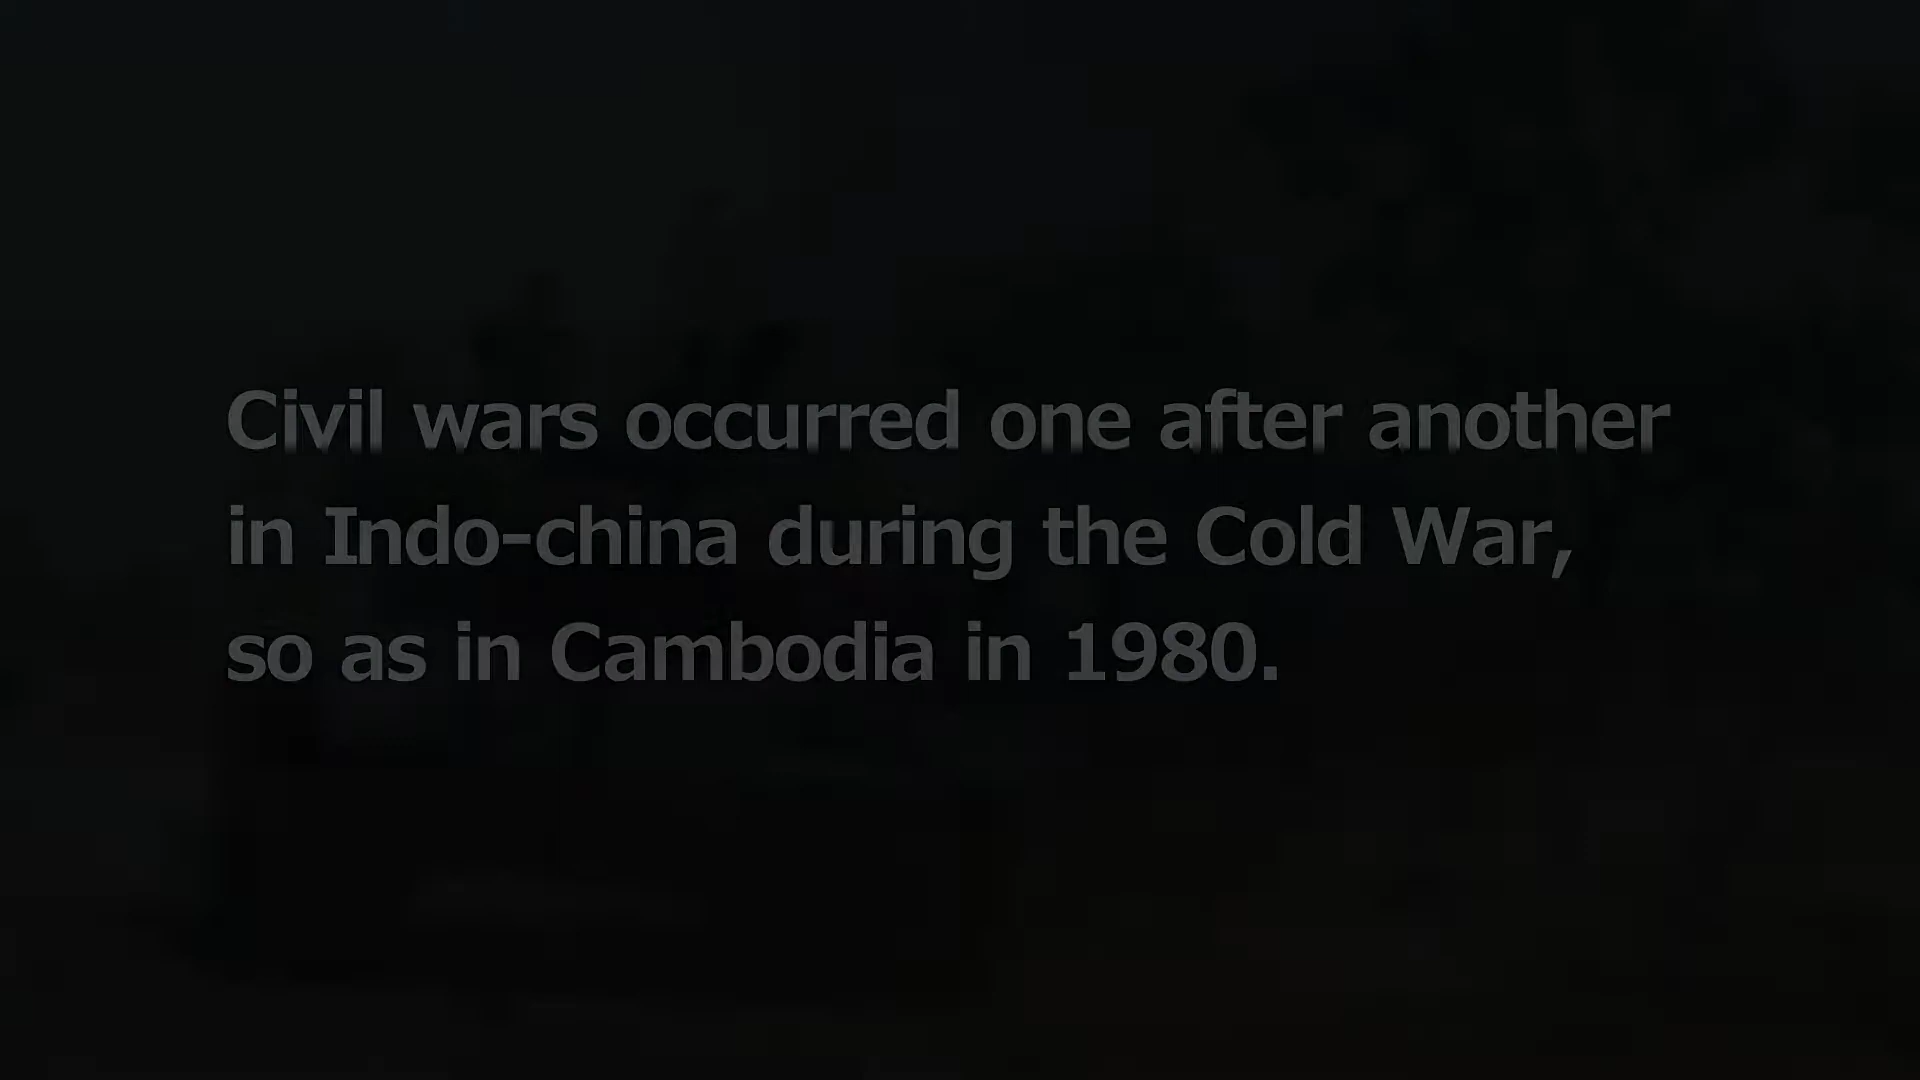 Civil wars occurred one after another
in Indo-china during the Cold War,
so as in Cambodia in 1980.